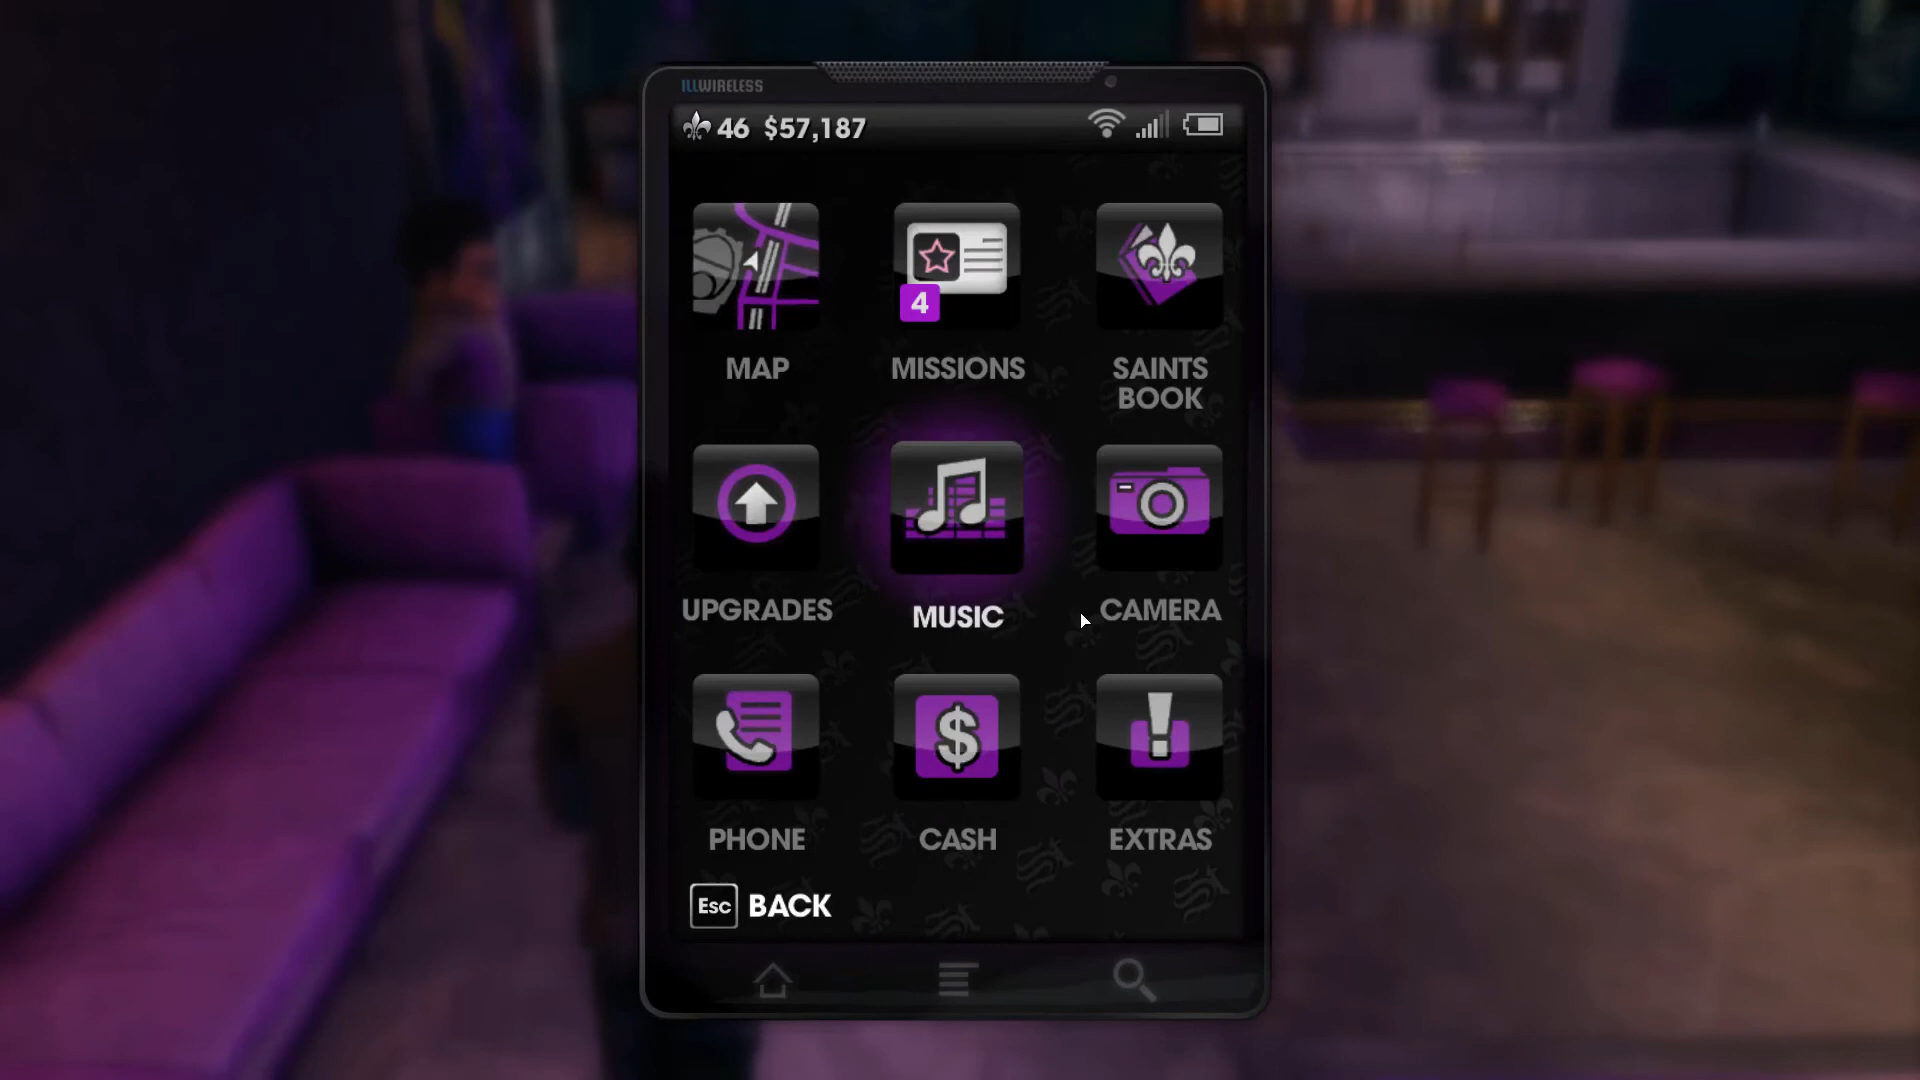 ILLWIRELESS
46 $57,187
4
MAP MISSIONS SAINTS
BOOK
UPGRADES MUSIC CAMERA
PHONE CASH EXTRAS
Esc BACK